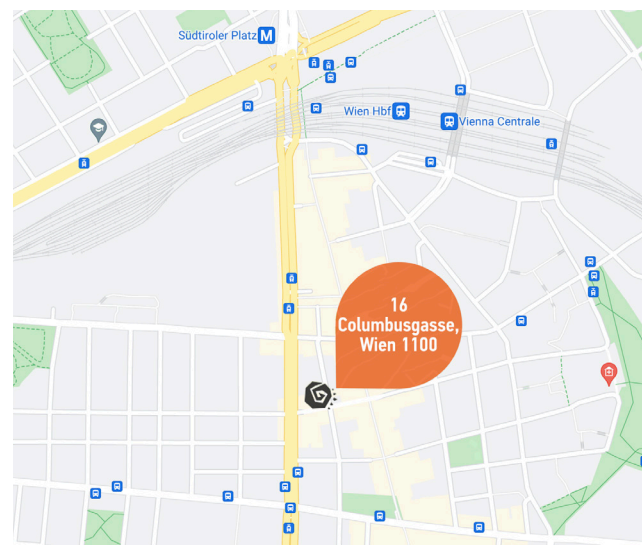 Südtiroler Platz
M
Wien Hbf
Vienna Centrale
16
Columbusgasse,
Wien 1100